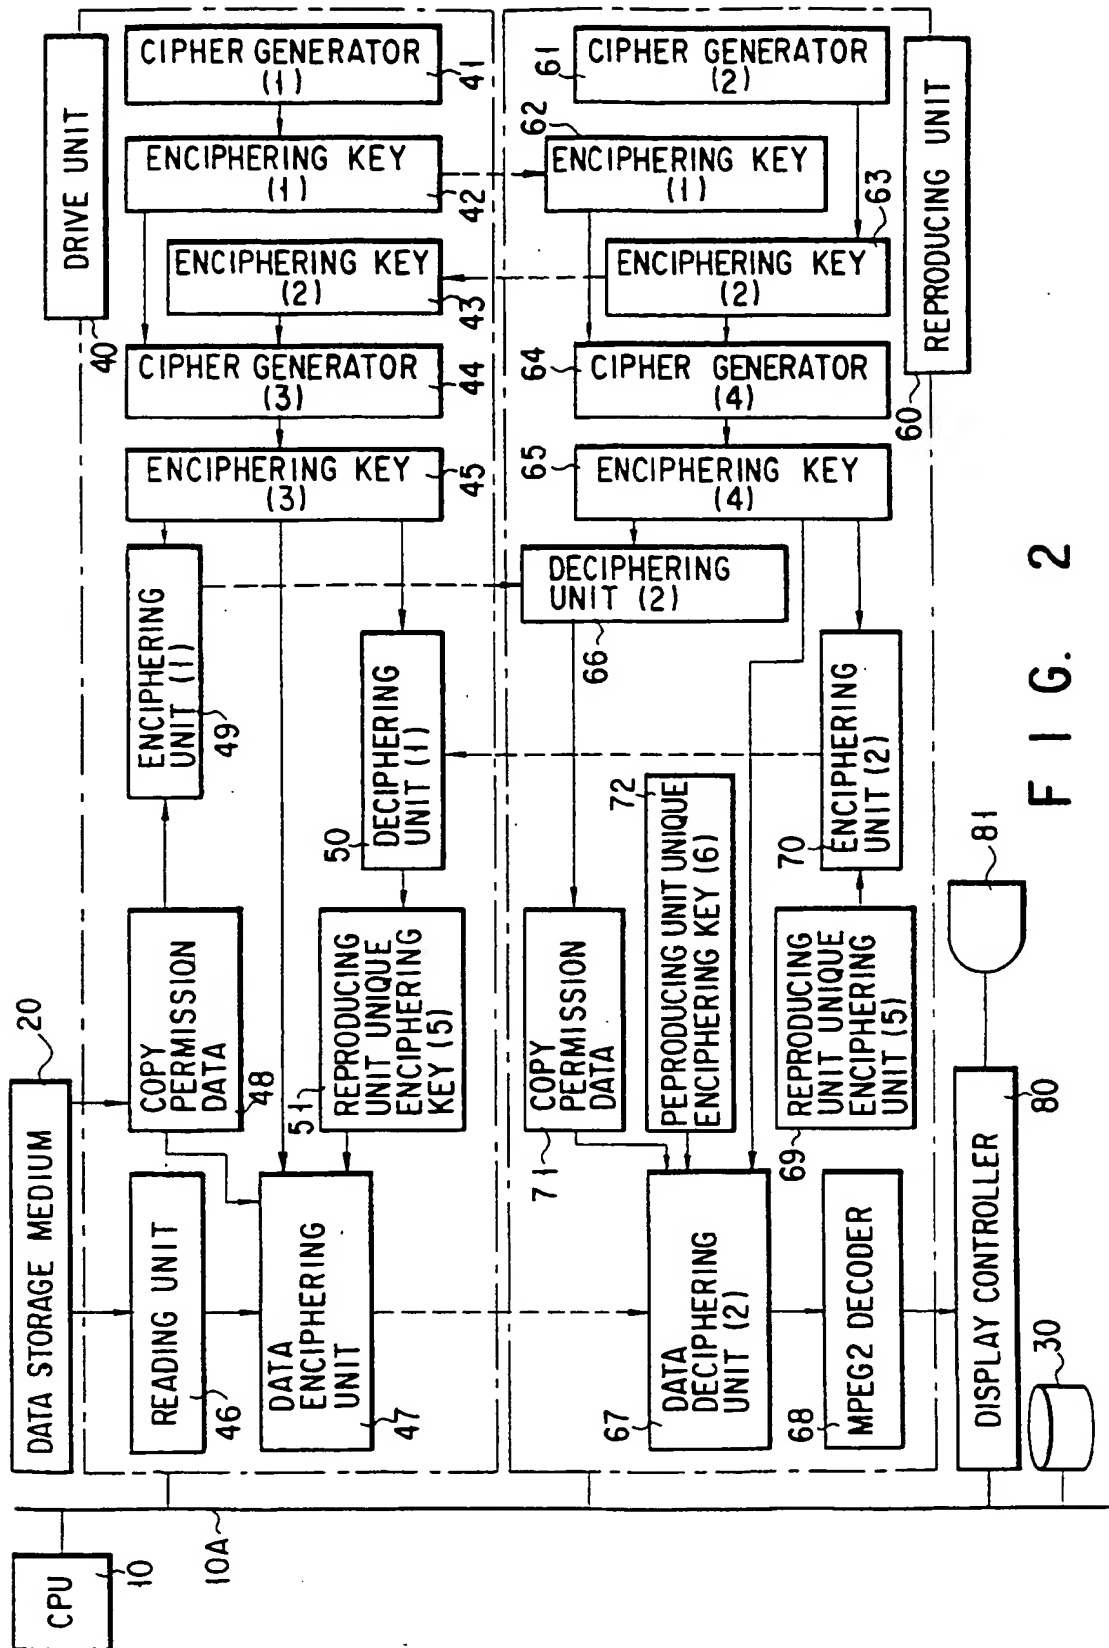 CPU
10
10A
DATA STORAGE MEDIUM
20
DRIVE UNIT
40
CIPHER GENERATOR
(1)
41
ENCIPHERING KEY
(1)
42
ENCIPHERING KEY
(2)
43
CIPHER GENERATOR
(3)
44
ENCIPHERING KEY
(3)
45
READING UNIT
46
DATA
ENCIPHERING
UNIT
47
COPY
PERMISSION
DATA
48
ENCIPHERING
UNIT (1)
49
DECIPHERING
UNIT (1)
50
REPRODUCING
UNIT UNIQUE
ENCIPHERING
KEY (5)
51
REPRODUCING UNIT
60
CIPHER GENERATOR
(2)
61
ENCIPHERING KEY
(1)
62
ENCIPHERING KEY
(2)
63
CIPHER GENERATOR
(4)
64
ENCIPHERING KEY
(4)
65
DECIPHERING
UNIT (2)
66
DATA
DECIPHERING
UNIT (2)
67
MPEG2 DECODER
68
REPRODUCING
UNIT UNIQUE
ENCIPHERING
UNIT (5)
69
ENCIPHERING
UNIT (2)
70
COPY
PERMISSION
DATA
71
PEPRODUCING UNIT UNIQUE
ENCIPHERING KEY (6)
72
DISPLAY CONTROLLER
80
81
30
FIG. 2